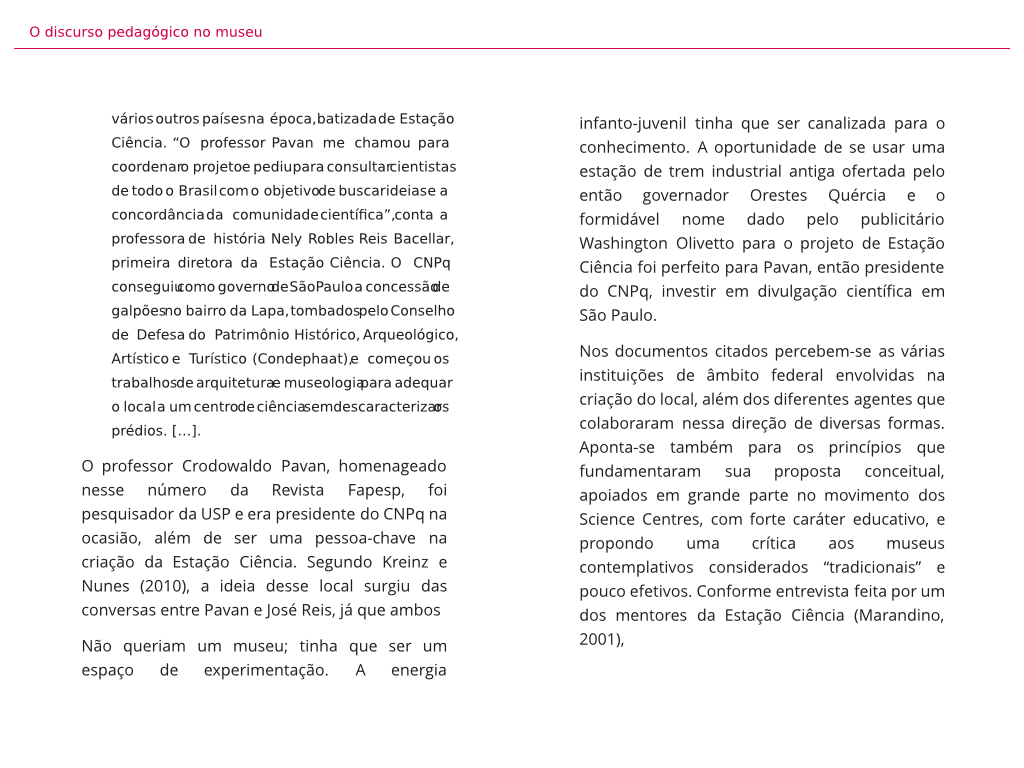 O discurso pedagógico no museu
vários outros países na época, batizada de Estação
Ciência. “O professor Pavan me chamou para
coordenar o projeto e pediu para consultar cientistas
de todo o Brasil com o objetivo de buscar ideias e a
concordância da comunidade científica”, conta a
professora de história Nely Robles Reis Bacellar,
primeira diretora da Estação Ciência. O CNPq
conseguiu com o governo de São Paulo a concessão de
galpões no bairro da Lapa, tombados pelo Conselho
de Defesa do Patrimônio Histórico, Arqueológico,
Artístico e Turístico (Condephaat), e começou os
trabalhos de arquitetura e museologia para adequar
o local a um centro de ciência sem descaracterizar os
prédios. [...].
O professor Crodowaldo Pavan, homenageado
nesse número da Revista Fapesp, foi
pesquisador da USP e era presidente do CNPq na
ocasião, além de ser uma pessoa-chave na
criação da Estação Ciência. Segundo Kreinz e
Nunes (2010), a ideia desse local surgiu das
conversas entre Pavan e José Reis, já que ambos
Não queriam um museu; tinha que ser um
espaço de experimentação. A energia
infanto-juvenil tinha que ser canalizada para o
conhecimento. A oportunidade de se usar uma
estação de trem industrial antiga ofertada pelo
então governador Orestes Quércia e o
formidável nome dado pelo publicitário
Washington Olivetto para o projeto de Estação
Ciência foi perfeito para Pavan, então presidente
do CNPq, investir em divulgação científica em
São Paulo.
Nos documentos citados percebem-se as várias
instituições de âmbito federal envolvidas na
criação do local, além dos diferentes agentes que
colaboraram nessa direção de diversas formas.
Aponta-se também para os princípios que
fundamentaram sua proposta conceitual,
apoiados em grande parte no movimento dos
Science Centres, com forte caráter educativo, e
propondo uma crítica aos museus
contemplativos considerados “tradicionais” e
pouco efetivos. Conforme entrevista feita por um
dos mentores da Estação Ciência (Marandino,
2001),